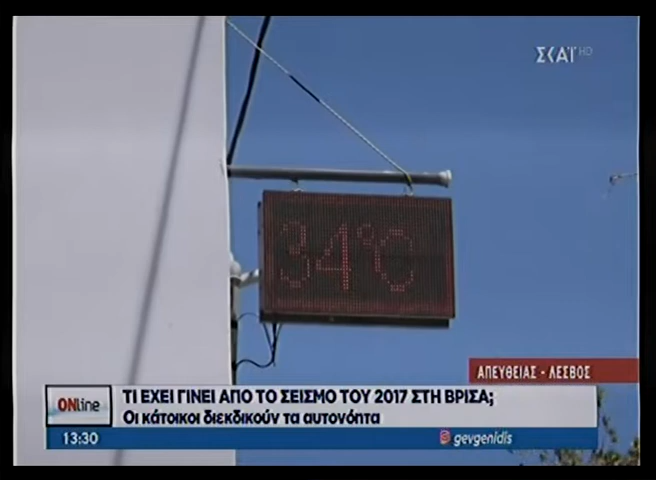 ΣΚΑΪ HD
34°C
ΑΠΕΥΘΕΙΑΣ - ΛΕΣΒΟΣ
ONline
ΤΙ ΕΧΕΙ ΓΙΝΕΙ ΑΠΟ ΤΟ ΣΕΙΣΜΟ ΤΟΥ 2017 ΣΤΗ ΒΡΙΣΑ;
Οι κάτοικοι διεκδικούν τα αυτονόητα
13:30
gevgenidis